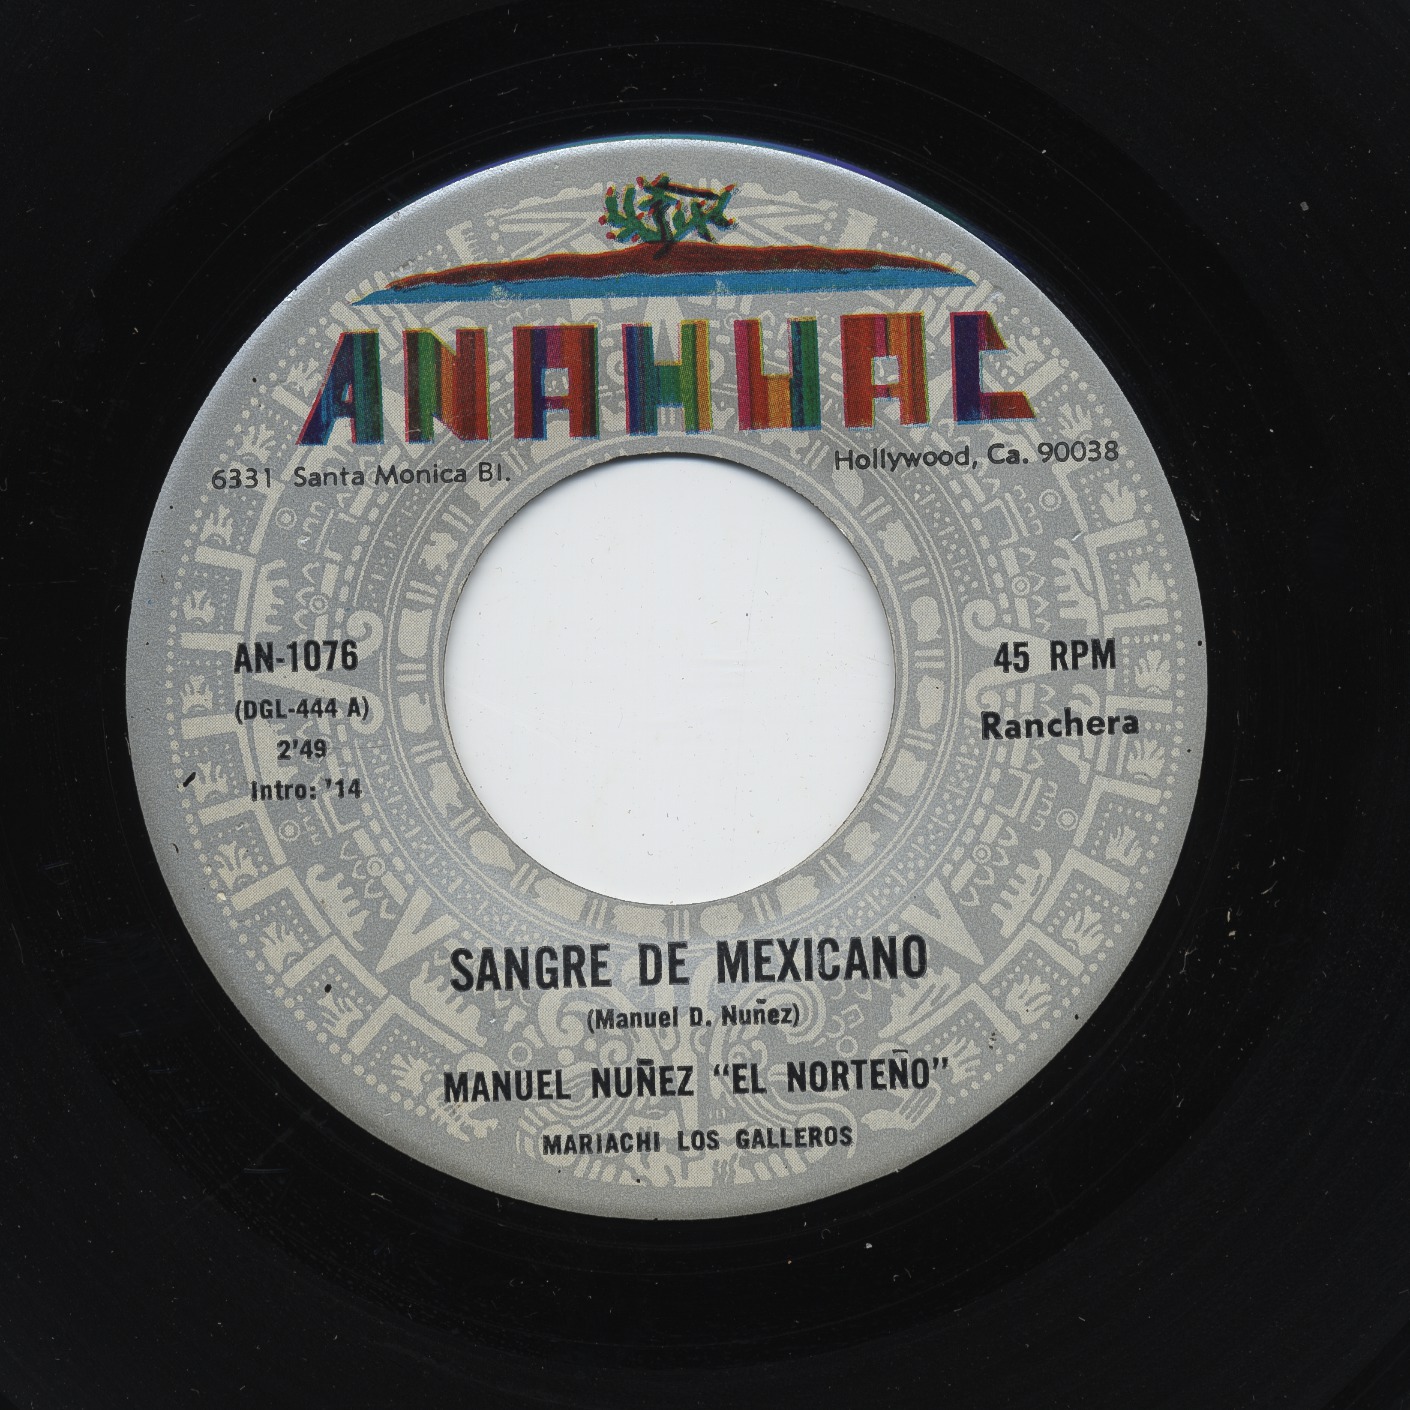 ANAHUAC
6331 Santa Monica Bl.
Hollywood, Ca. 90038
AN-1076
(DGL-444 A)
2'49
Intro: '14
45 RPM
Ranchera
SANGRE DE MEXICANO
(Manuel D. Nuñez)
MANUEL NUÑEZ “EL NORTEÑO”
MARIACHI LOS GALLEROS